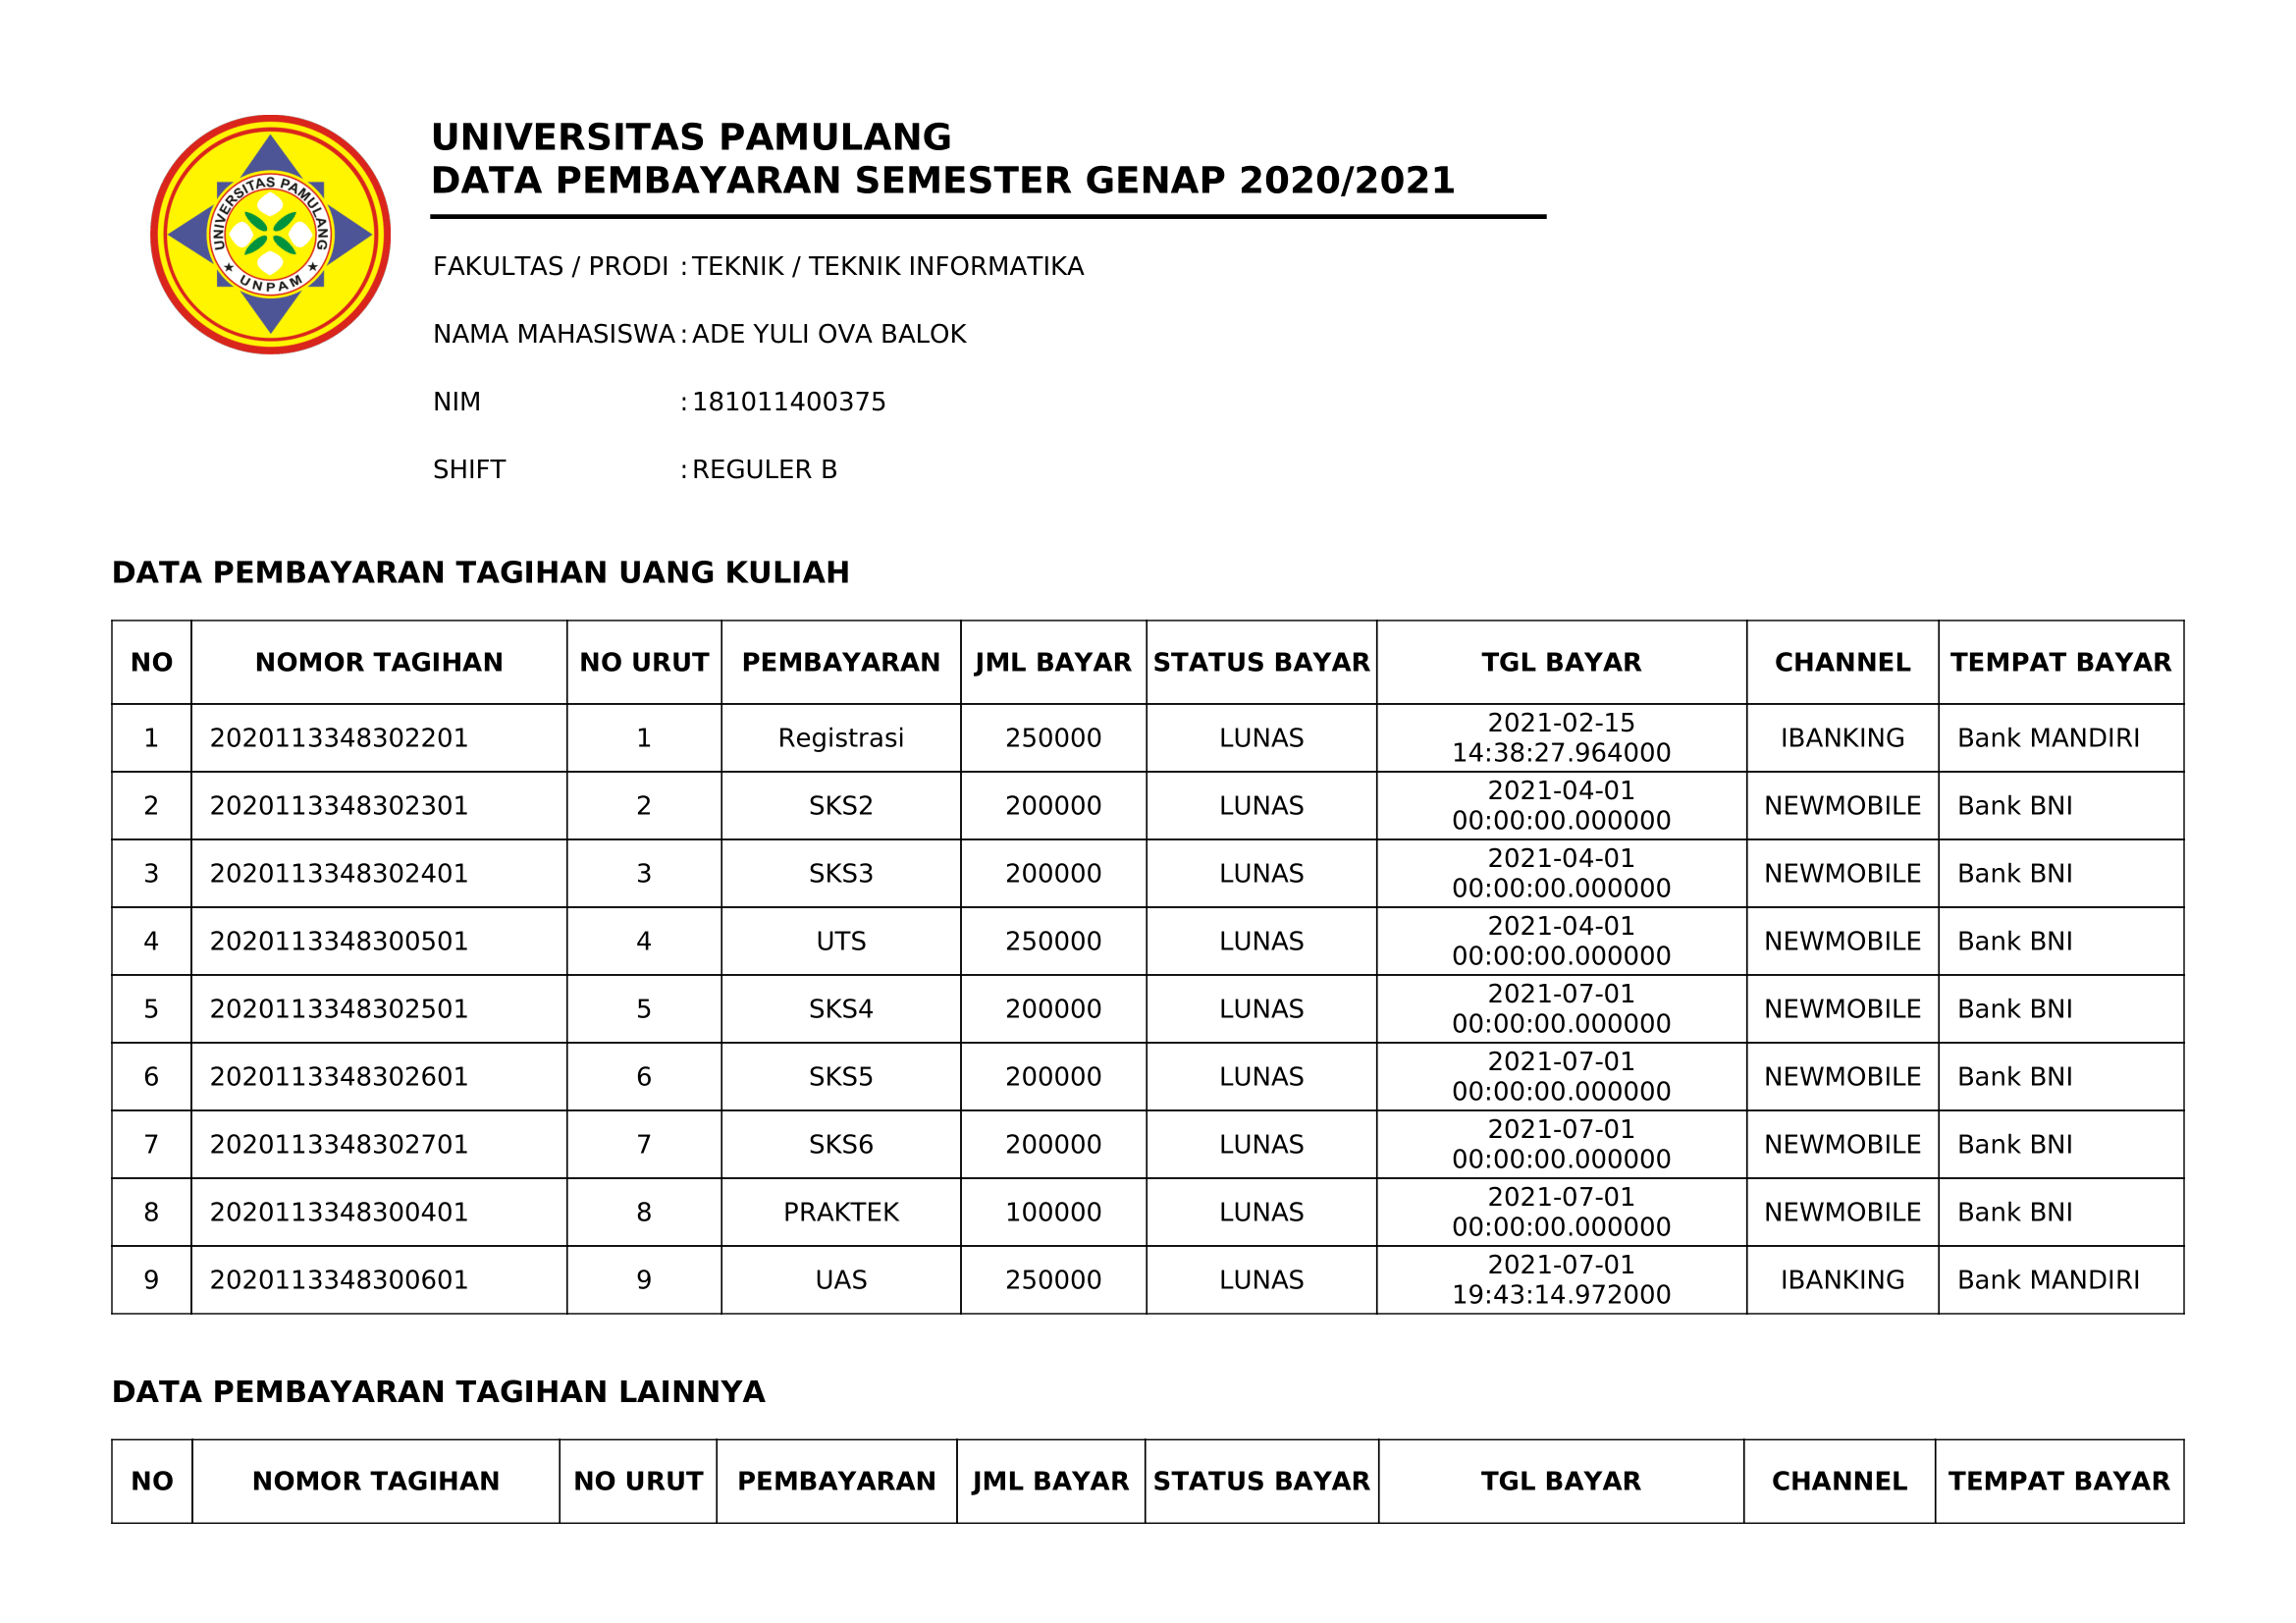 UNIVERSITAS PAMULANG
DATA PEMBAYARAN SEMESTER GENAP 2020/2021
UNIVERSITAS PAMULANG
★ UNPAM ★
FAKULTAS / PRODI : TEKNIK / TEKNIK INFORMATIKA
NAMA MAHASISWA : ADE YULI OVA BALOK
NIM : 181011400375
SHIFT : REGULER B
DATA PEMBAYARAN TAGIHAN UANG KULIAH
NO NOMOR TAGIHAN NO URUT PEMBAYARAN JML BAYAR STATUS BAYAR TGL BAYAR CHANNEL TEMPAT BAYAR
1 2020113348302201 1 Registrasi 250000 LUNAS 2021-02-15 14:38:27.964000 IBANKING Bank MANDIRI
2 2020113348302301 2 SKS2 200000 LUNAS 2021-04-01 00:00:00.000000 NEWMOBILE Bank BNI
3 2020113348302401 3 SKS3 200000 LUNAS 2021-04-01 00:00:00.000000 NEWMOBILE Bank BNI
4 2020113348300501 4 UTS 250000 LUNAS 2021-04-01 00:00:00.000000 NEWMOBILE Bank BNI
5 2020113348302501 5 SKS4 200000 LUNAS 2021-07-01 00:00:00.000000 NEWMOBILE Bank BNI
6 2020113348302601 6 SKS5 200000 LUNAS 2021-07-01 00:00:00.000000 NEWMOBILE Bank BNI
7 2020113348302701 7 SKS6 200000 LUNAS 2021-07-01 00:00:00.000000 NEWMOBILE Bank BNI
8 2020113348300401 8 PRAKTEK 100000 LUNAS 2021-07-01 00:00:00.000000 NEWMOBILE Bank BNI
9 2020113348300601 9 UAS 250000 LUNAS 2021-07-01 19:43:14.972000 IBANKING Bank MANDIRI
DATA PEMBAYARAN TAGIHAN LAINNYA
NO NOMOR TAGIHAN NO URUT PEMBAYARAN JML BAYAR STATUS BAYAR TGL BAYAR CHANNEL TEMPAT BAYAR